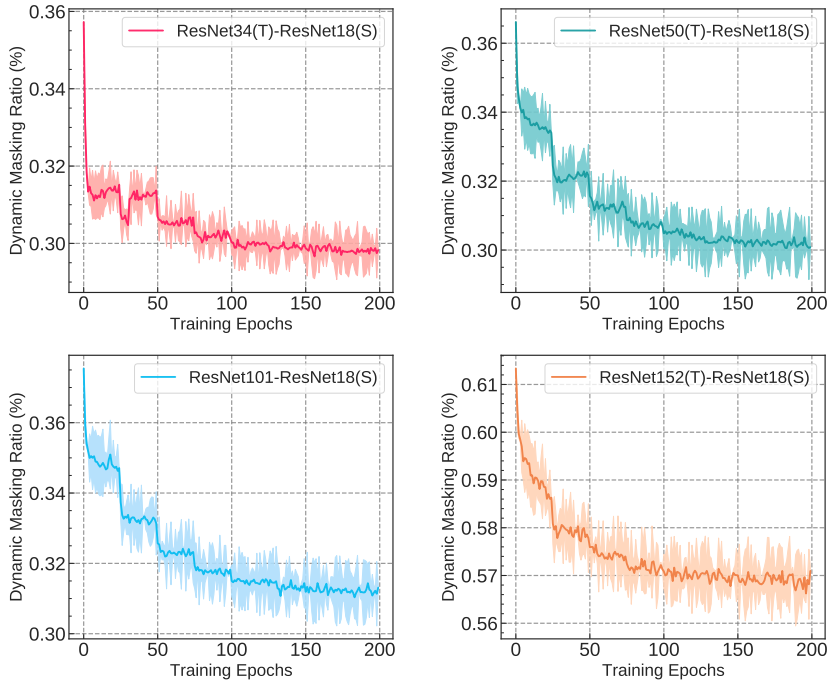 ResNet34(T)-ResNet18(S)
Dynamic Masking Ratio (%)
0.36
0.34
0.32
0.30
0 50 100 150 200
Training Epochs
ResNet50(T)-ResNet18(S)
Dynamic Masking Ratio (%)
0.36
0.34
0.32
0.30
0 50 100 150 200
Training Epochs
ResNet101-ResNet18(S)
Dynamic Masking Ratio (%)
0.36
0.34
0.32
0.30
0 50 100 150 200
Training Epochs
ResNet152(T)-ResNet18(S)
Dynamic Masking Ratio (%)
0.61
0.60
0.59
0.58
0.57
0.56
0 50 100 150 200
Training Epochs